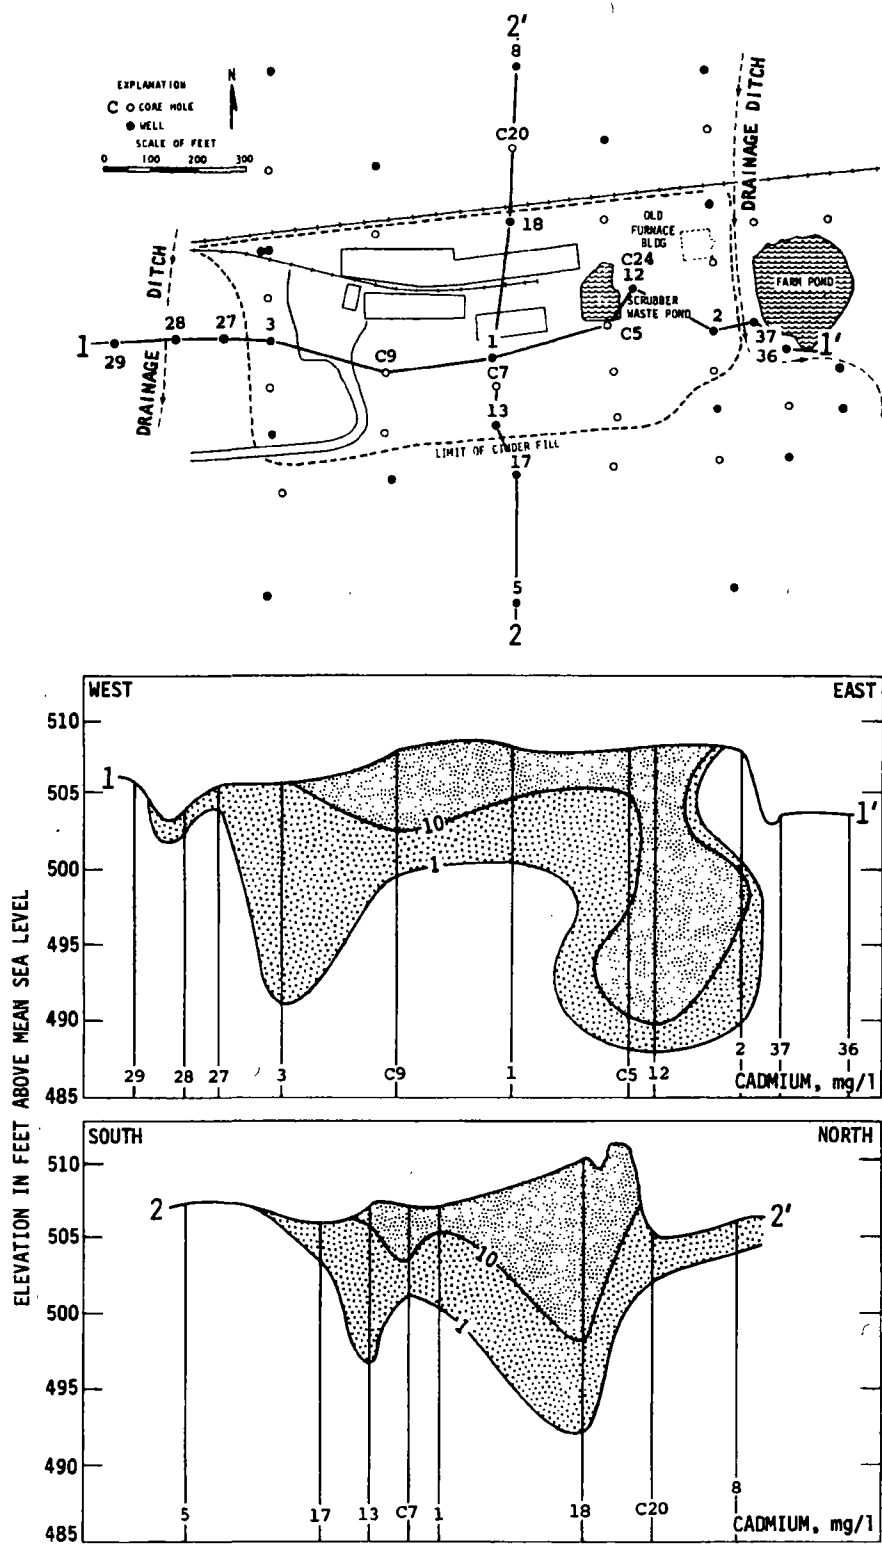 2'
8
EXPLANATION
N
C ○ CORE HOLE
● WELL
SCALE OF FEET
0 100 200 300
C20
DRAINAGE DITCH
18
OLD
FURNACE
BLDG
C24
12
FARM POND
DITCH
SCRUBBER
WASTE POND
1 28 27 3
29
2
37
36 1'
1
C5
C9
C7
DRAINAGE
13
LIMIT OF CINDER FILL
17
5
2
ELEVATION IN FEET ABOVE MEAN SEA LEVEL
WEST EAST
510
1 505 1'
10
500
1
495
490
29 28 27 3 C9 1 C5 12 2 37 36
485
CADMIUM, mg/l
SOUTH NORTH
510
2 2'
505
10
500
1
495
490
5 17 13 C7 1 18 C20 8
485
CADMIUM, mg/l